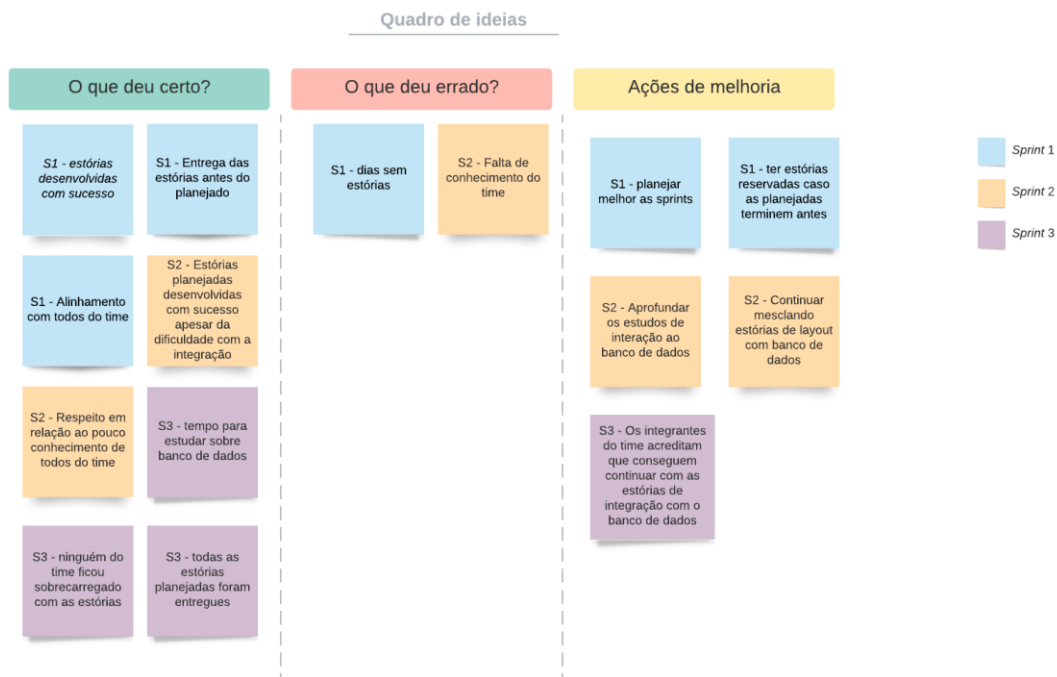 Quadro de ideias
O que deu certo?
S1 - estórias
desenvolvidas
com sucesso
S1 - Entrega das
estórias antes do
planejado
S1 - Alinhamento
com todos do time
S2 - Estórias
planejadas
desenvolvidas
com sucesso
apesar da
dificuldade com a
integração
S2 - Respeito em
relação ao pouco
conhecimento de
todos do time
S3 - tempo para
estudar sobre
banco de dados
S3 - ninguém do
time ficou
sobrecarregado
com as estórias
S3 - todas as
estórias
planejadas foram
entregues
O que deu errado?
S1 - dias sem
estórias
S2 - Falta de
conhecimento do
time
Ações de melhoria
S1 - planejar
melhor as sprints
S1 - ter estórias
reservadas caso
as planejadas
terminem antes
S2 - Aprofundar
os estudos de
interação ao
banco de dados
S2 - Continuar
mesclando
estórias de layout
com banco de
dados
S3 - Os integrantes
do time acreditam
que conseguem
continuar com as
estórias de
integração com o
banco de dados
Sprint 1
Sprint 2
Sprint 3